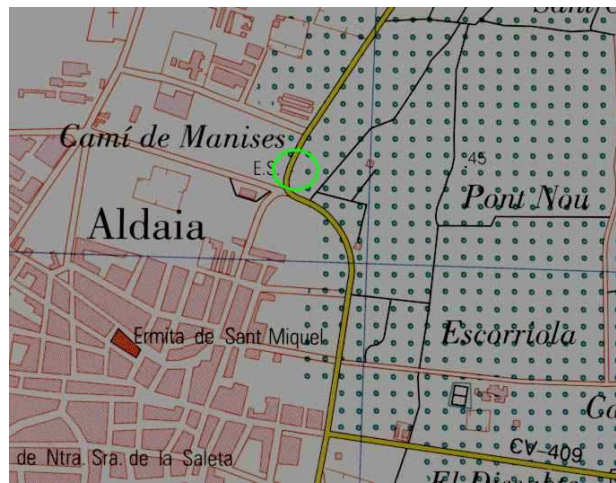 Camí de Manises
E.S.
.45
Pont Nou
Aldaia
Ermita de Sant Miquel
Escorriola
CV-409
de Ntra. Sra. de la Saleta